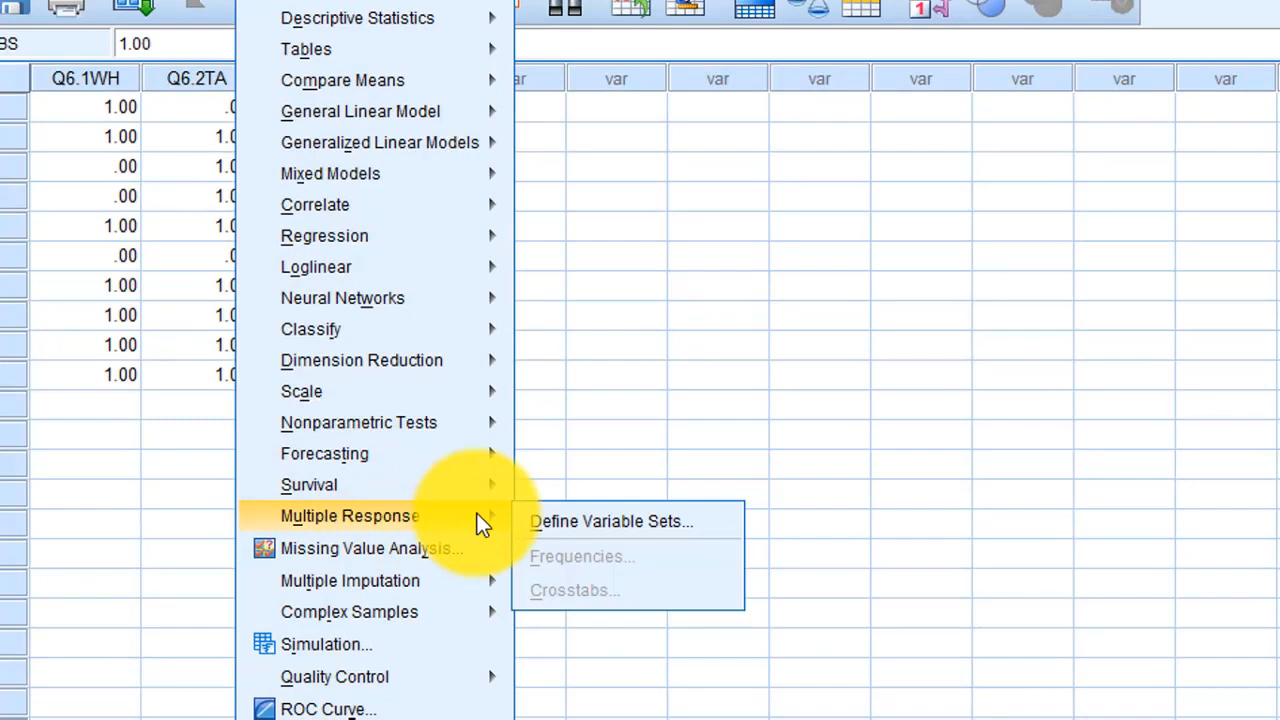 Descriptive Statistics
BS 1.00
Tables
Q6.1WH Q6.2TA var var var var var var var
Compare Means
1.00
General Linear Model
1.00
Generalized Linear Models
.00
Mixed Models
.00
Correlate
1.00
Regression
.00
Loglinear
1.00
Neural Networks
1.00
Classify
1.00
Dimension Reduction
1.00
Scale
Nonparametric Tests
Forecasting
Survival
Multiple Response
Define Variable Sets...
Missing Value Analysis...
Frequencies...
Multiple Imputation
Crosstabs...
Complex Samples
Simulation...
Quality Control
ROC Curve...